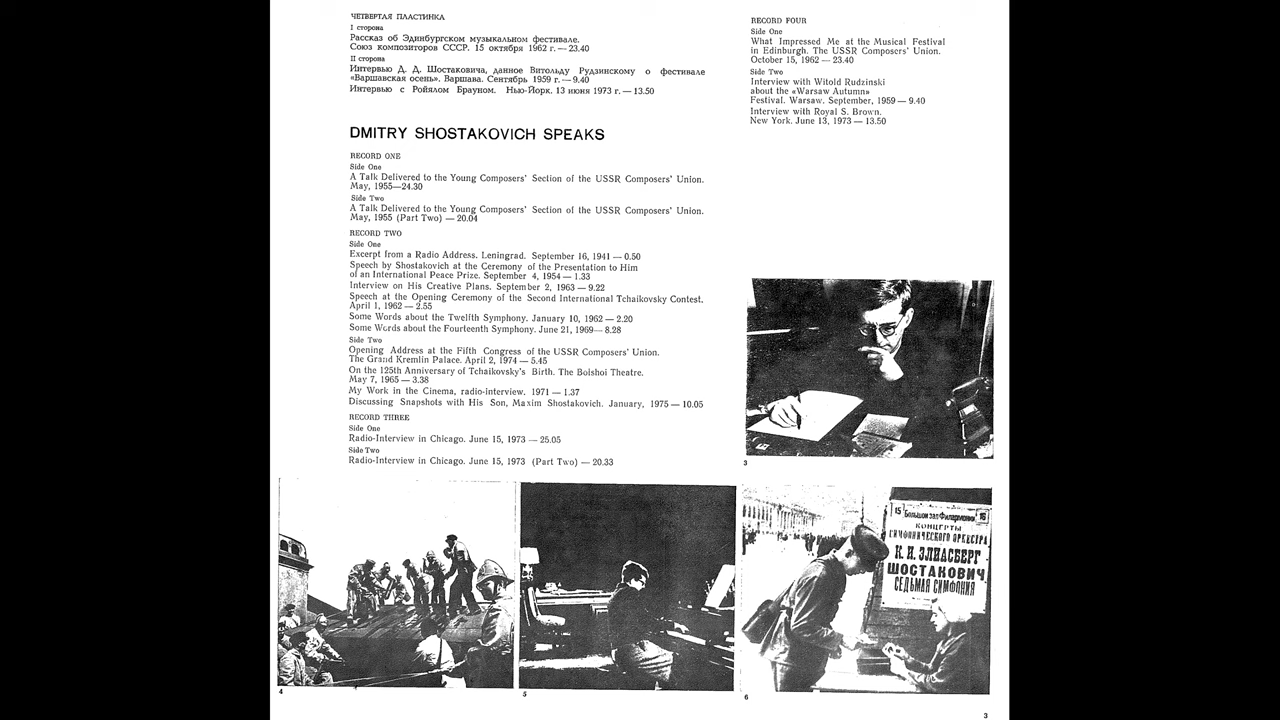 ЧЕТВЕРТАЯ ПЛАСТИНКА
I сторона
Рассказ об Эдинбургском музыкальном фестивале.
Союз композиторов СССР. 15 октября 1962 г. — 23.40
II сторона
Интервью Д. Д. Шостаковича, данное Витольду Рудзинскому о фестивале
«Варшавская осень». Варшава. Сентябрь 1959 г. — 9.40
Интервью с Ройялом Брауном. Нью-Йорк. 13 июня 1973 г. — 13.50
DMITRY SHOSTAKOVICH SPEAKS
RECORD ONE
Side One
A Talk Delivered to the Young Composers' Section of the USSR Composers' Union.
May, 1955—24.30
Side Two
A Talk Delivered to the Young Composers' Section of the USSR Composers' Union.
May, 1955 (Part Two) — 20.04
RECORD TWO
Side One
Excerpt from a Radio Address. Leningrad. September 16, 1941 — 0.50
Speech by Shostakovich at the Ceremony of the Presentation to Him
of an International Peace Prize. September 4, 1954 — 1.33
Interview on His Creative Plans. September 2, 1963 — 9.22
Speech at the Opening Ceremony of the Second International Tchaikovsky Contest.
April 1, 1962 — 2.55
Some Words about the Twelfth Symphony. January 10, 1962 — 2.20
Some Words about the Fourteenth Symphony. June 21, 1969— 8.28
Side Two
Opening Address at the Fifth Congress of the USSR Composers' Union.
The Grand Kremlin Palace. April 2, 1974 — 5.45
On the 125th Anniversary of Tchaikovsky's Birth. The Bolshoi Theatre.
May 7, 1965 — 3.38
My Work in the Cinema, radio-interview. 1971 — 1.37
Discussing Snapshots with His Son, Maxim Shostakovich. January, 1975 — 10.05
RECORD THREE
Side One
Radio-Interview in Chicago. June 15, 1973 — 25.05
Side Two
Radio-Interview in Chicago. June 15, 1973 (Part Two) — 20.33
RECORD FOUR
Side One
What Impressed Me at the Musical Festival
in Edinburgh. The USSR Composers' Union.
October 15, 1962 — 23.40
Side Two
Interview with Witold Rudzinski
about the «Warsaw Autumn»
Festival. Warsaw. September, 1959 — 9.40
Interview with Royal S. Brown.
New York. June 13, 1973 — 13.50
3
4
5
15 Большой зал Филармонии 16
КОНЦЕРТЫ
СИМФОНИЧЕСКОГО ОРКЕСТРА
К. И. ЭЛИАСБЕРГ
ШОСТАКОВИЧ
СЕДЬМАЯ СИМФОНИЯ
6
3